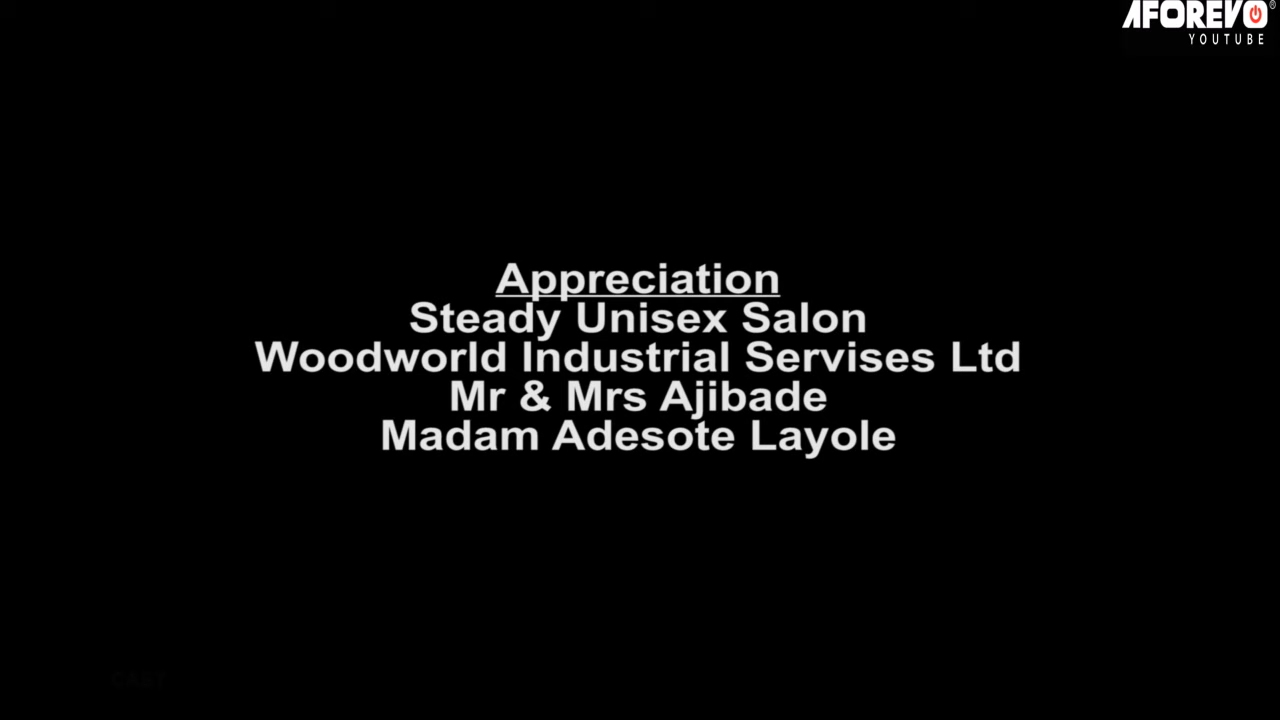 AFOREVO®
YOUTUBE
Appreciation
Steady Unisex Salon
Woodworld Industrial Servises Ltd
Mr & Mrs Ajibade
Madam Adesote Layole